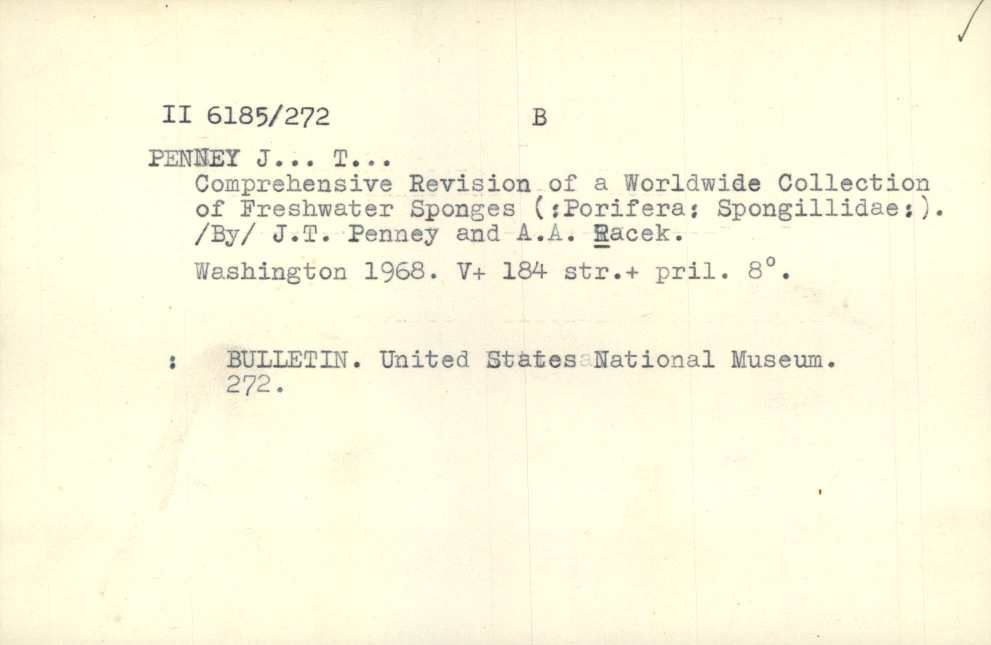 II 6185/272 B
PENNEY J... T...
Comprehensive Revision of a Worldwide Collection
of Freshwater Sponges (:Porifera: Spongillidae:).
/By/ J.T. Penney and A.A. Racek.
Washington 1968. V+ 184 str.+ pril. 8°.
: BULLETIN. United States National Museum.
272.